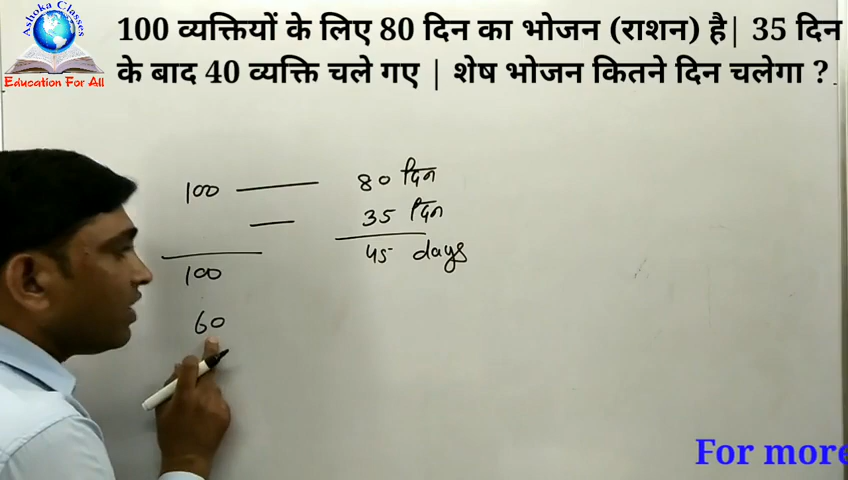 Ashoka Classes
Education For All
100 व्यक्तियों के लिए 80 दिन का भोजन (राशन) है| 35 दिन
के बाद 40 व्यक्ति चले गए | शेष भोजन कितने दिन चलेगा ?
100 — 80 दिन
— 35 दिन
100 45 days
60
For more